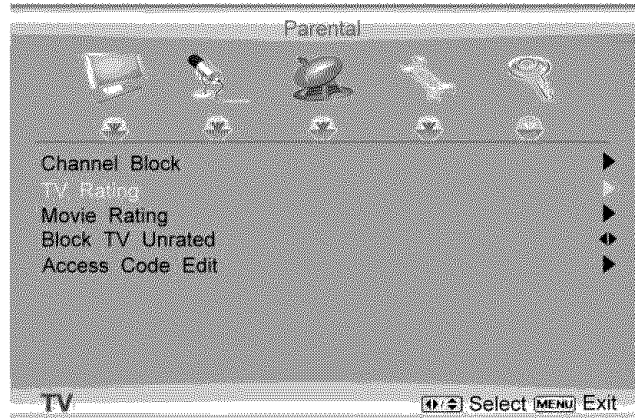 Parental
Channel Block
TV Rating
Movie Rating
Block TV Unrated
Access Code Edit
TV Select MENU Exit